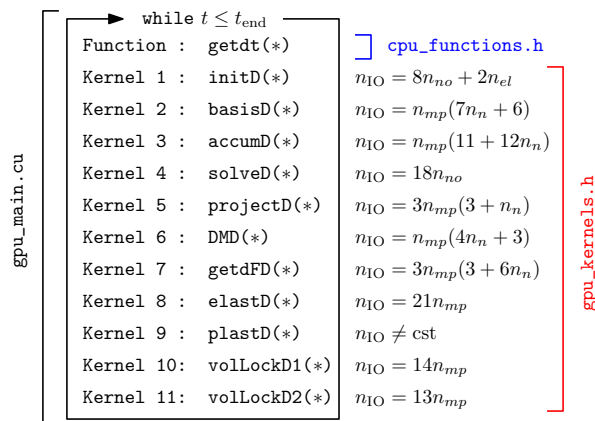 while t ≤ t_end
Function : getdt(*) cpu_functions.h
Kernel 1 : initD(*) n_IO = 8n_no + 2n_el
Kernel 2 : basisD(*) n_IO = n_mp(7n_n + 6)
Kernel 3 : accumD(*) n_IO = n_mp(11 + 12n_n)
Kernel 4 : solveD(*) n_IO = 18n_no
Kernel 5 : projectD(*) n_IO = 3n_mp(3 + n_n)
Kernel 6 : DMD(*) n_IO = n_mp(4n_n + 3)
Kernel 7 : getdFD(*) n_IO = 3n_mp(3 + 6n_n)
Kernel 8 : elastD(*) n_IO = 21n_mp
Kernel 9 : plastD(*) n_IO ≠ cst
Kernel 10: volLockD1(*) n_IO = 14n_mp
Kernel 11: volLockD2(*) n_IO = 13n_mp
gpu_main.cu
gpu_kernels.h